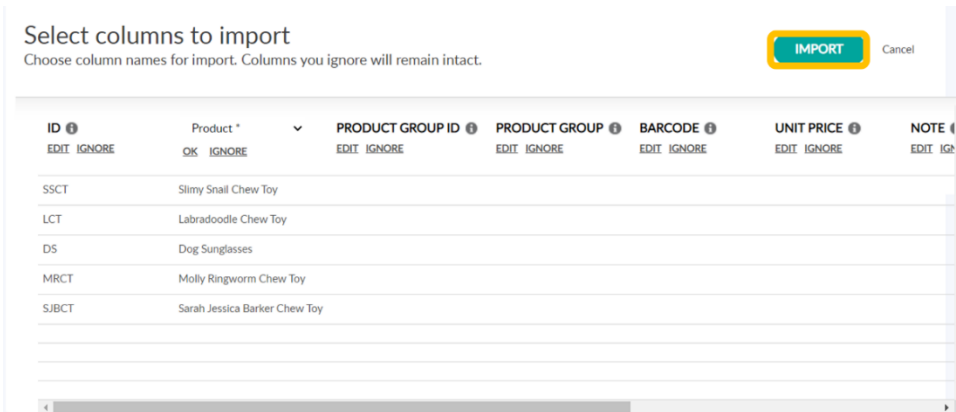 Select columns to import
Choose column names for import. Columns you ignore will remain intact.
IMPORT Cancel
ID Product * PRODUCT GROUP ID PRODUCT GROUP BARCODE UNIT PRICE NOTE
EDIT IGNORE OK IGNORE EDIT IGNORE EDIT IGNORE EDIT IGNORE EDIT IGNORE EDIT IGN
SSCT Slimy Snail Chew Toy
LCT Labradoodle Chew Toy
DS Dog Sunglasses
MRCT Molly Ringworm Chew Toy
SJBCT Sarah Jessica Barker Chew Toy